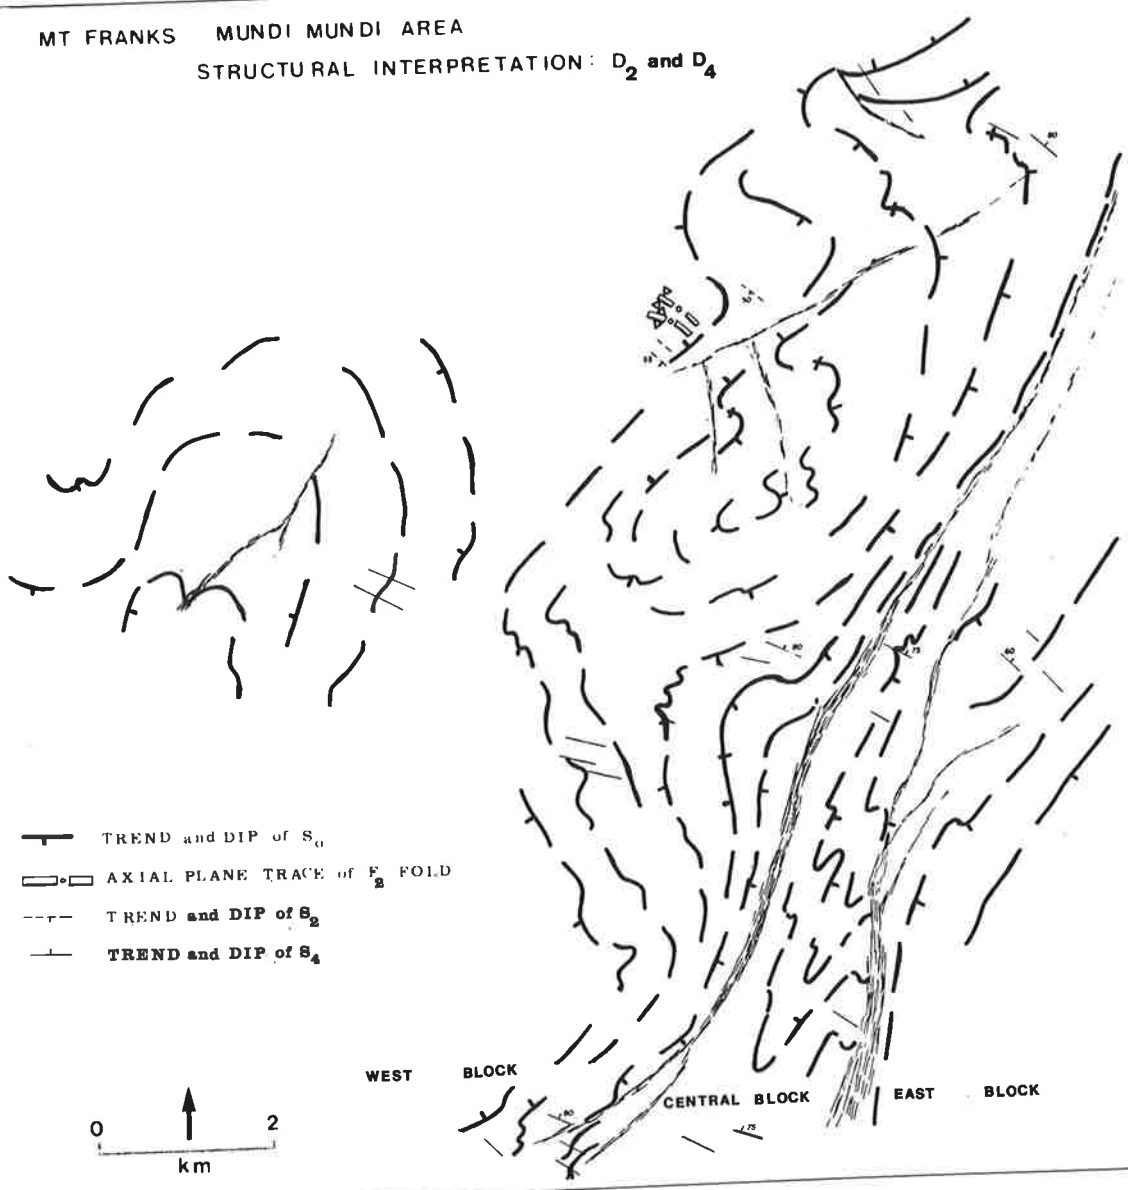 MT FRANKS MUNDI MUNDI AREA
STRUCTURAL INTERPRETATION: D2 and D4
80
80
75
60
TREND and DIP of S0
AXIAL PLANE TRACE of F2 FOLD
TREND and DIP of S2
TREND and DIP of S4
WEST BLOCK
CENTRAL BLOCK
EAST BLOCK
80
75
0 2
km